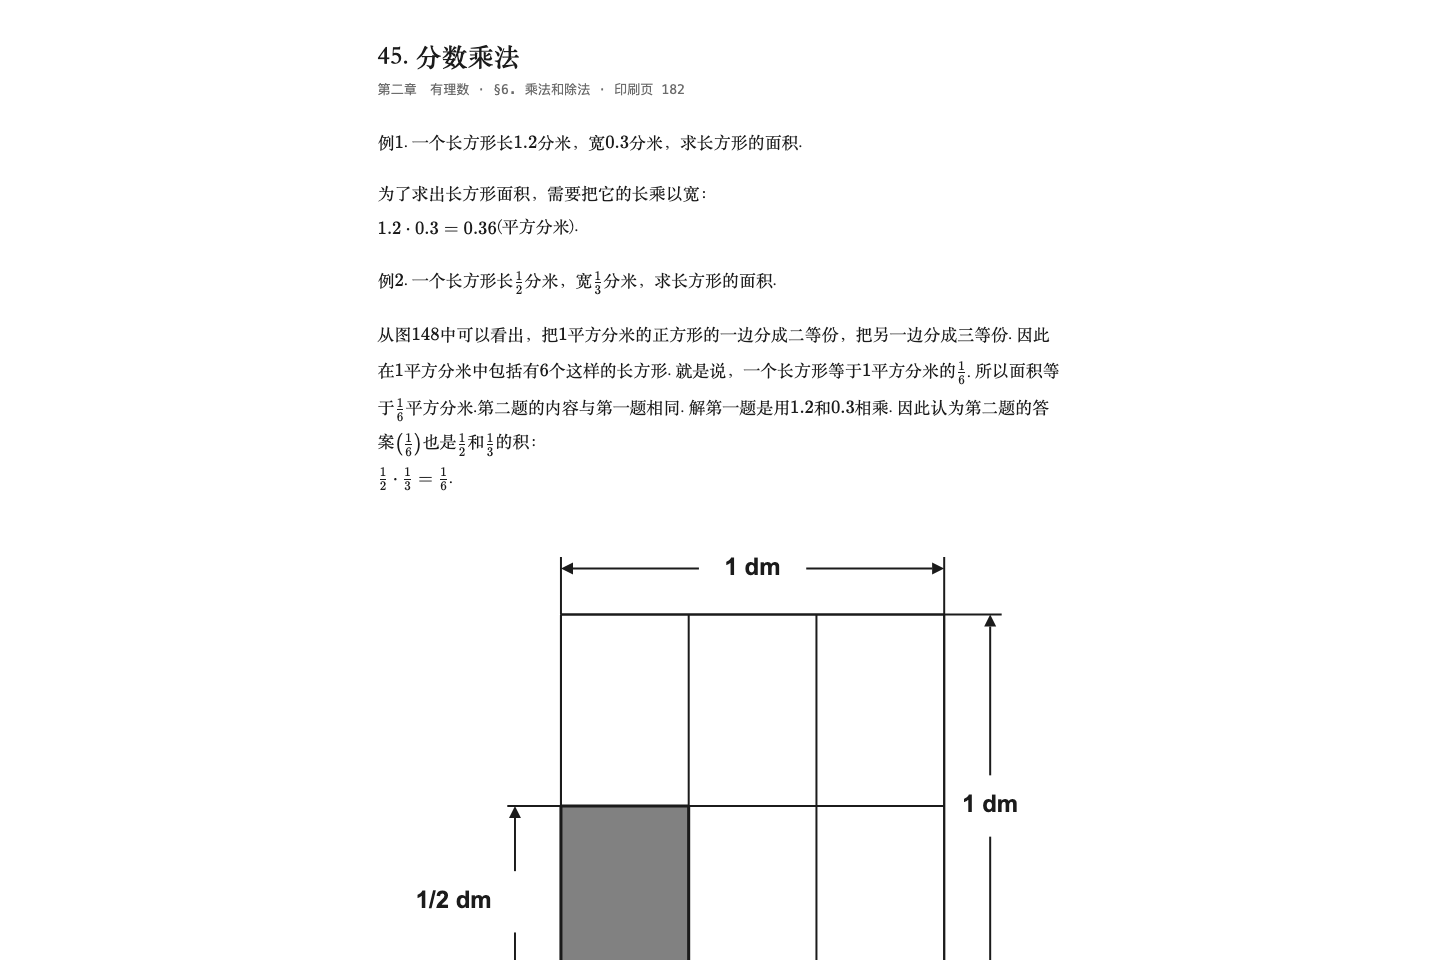 45. 分数乘法
第二章　有理数 · §6. 乘法和除法 · 印刷页 182
例1. 一个长方形长1.2分米，宽0.3分米，求长方形的面积.
为了求出长方形面积，需要把它的长乘以宽：
1.2 · 0.3 = 0.36(平方分米).
例2. 一个长方形长1/2分米，宽1/3分米，求长方形的面积.
从图148中可以看出，把1平方分米的正方形的一边分成二等份，把另一边分成三等份. 因此
在1平方分米中包括有6个这样的长方形. 就是说，一个长方形等于1平方分米的1/6. 所以面积等
于1/6平方分米.第二题的内容与第一题相同. 解第一题是用1.2和0.3相乘. 因此认为第二题的答
案(1/6)也是1/2和1/3的积：
1/2 · 1/3 = 1/6.
1 dm
1 dm
1/2 dm